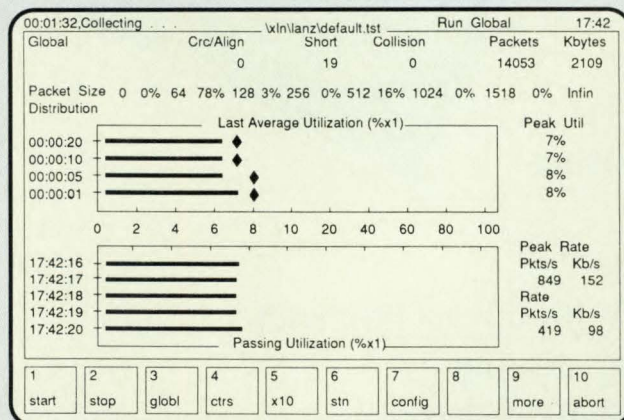 00:01:32,Collecting . . . \xln\lanz\default.tst Run Global 17:42
Global Crc/Align Short Collision Packets Kbytes
0 19 0 14053 2109
Packet Size 0 0% 64 78% 128 3% 256 0% 512 16% 1024 0% 1518 0% Infin
Distribution
Last Average Utilization (%x1) Peak Util
00:00:20 7%
00:00:10 7%
00:00:05 8%
00:00:01 8%
0 2 4 6 8 10 20 40 60 80 100
Peak Rate
17:42:16 Pkts/s Kb/s
17:42:17 849 152
17:42:18 Rate
17:42:19 Pkts/s Kb/s
17:42:20 419 98
Passing Utilization (%x1)
1 2 3 4 5 6 7 8 9 10
start stop globl ctrs x10 stn config more abort